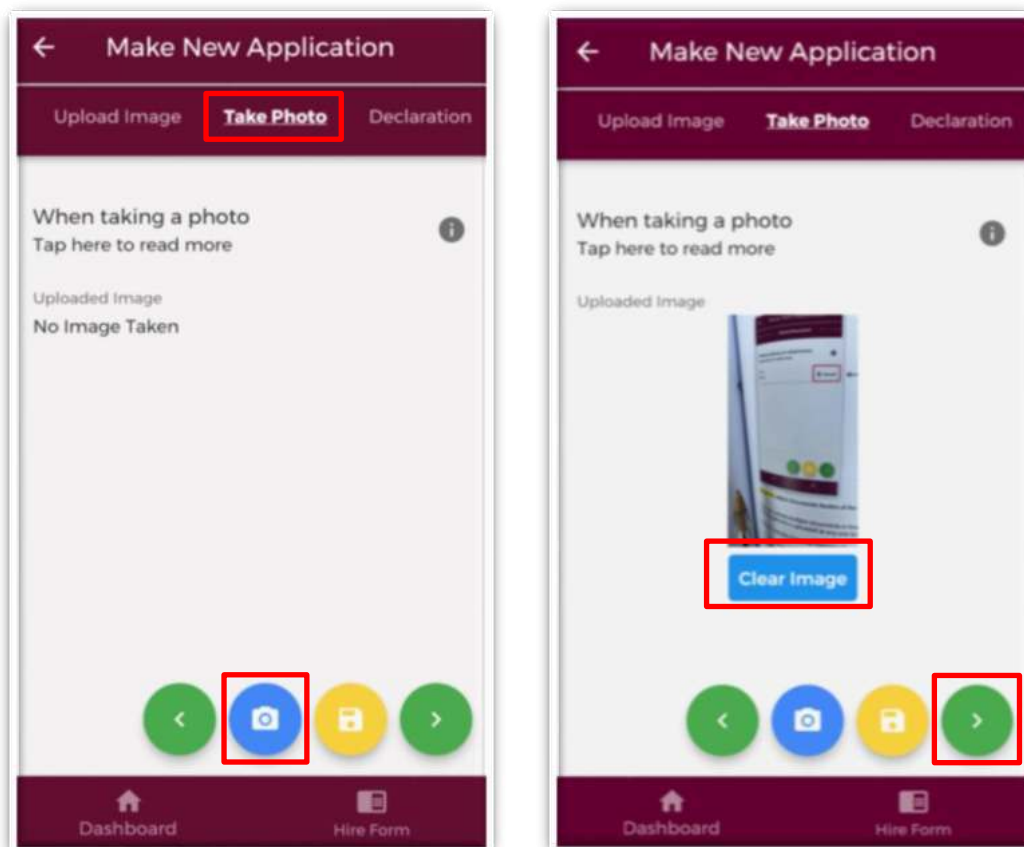 Make New Application
Upload Image Take Photo Declaration
When taking a photo
Tap here to read more
Uploaded Image
No Image Taken
Dashboard Hire Form
Make New Application
Upload Image Take Photo Declaration
When taking a photo
Tap here to read more
Uploaded Image
Clear Image
Dashboard Hire Form